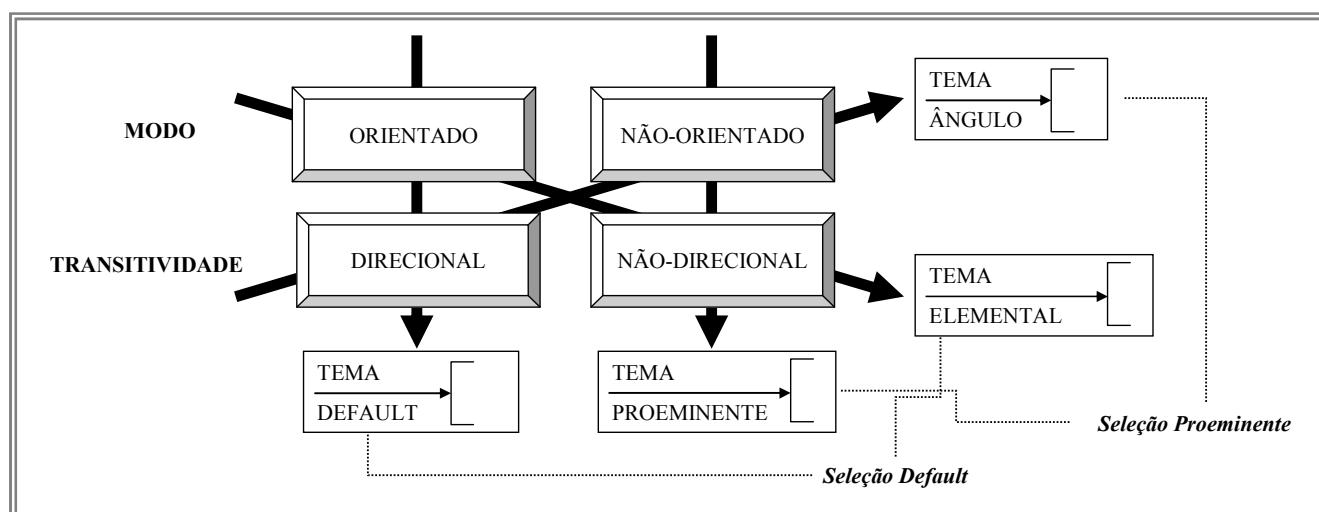 TEMA
ÂNGULO
MODO
ORIENTADO
NÃO-ORIENTADO
TRANSITIVIDADE
DIRECIONAL
NÃO-DIRECIONAL
TEMA
ELEMENTAL
TEMA
DEFAULT
TEMA
PROEMINENTE
Seleção Proeminente
Seleção Default